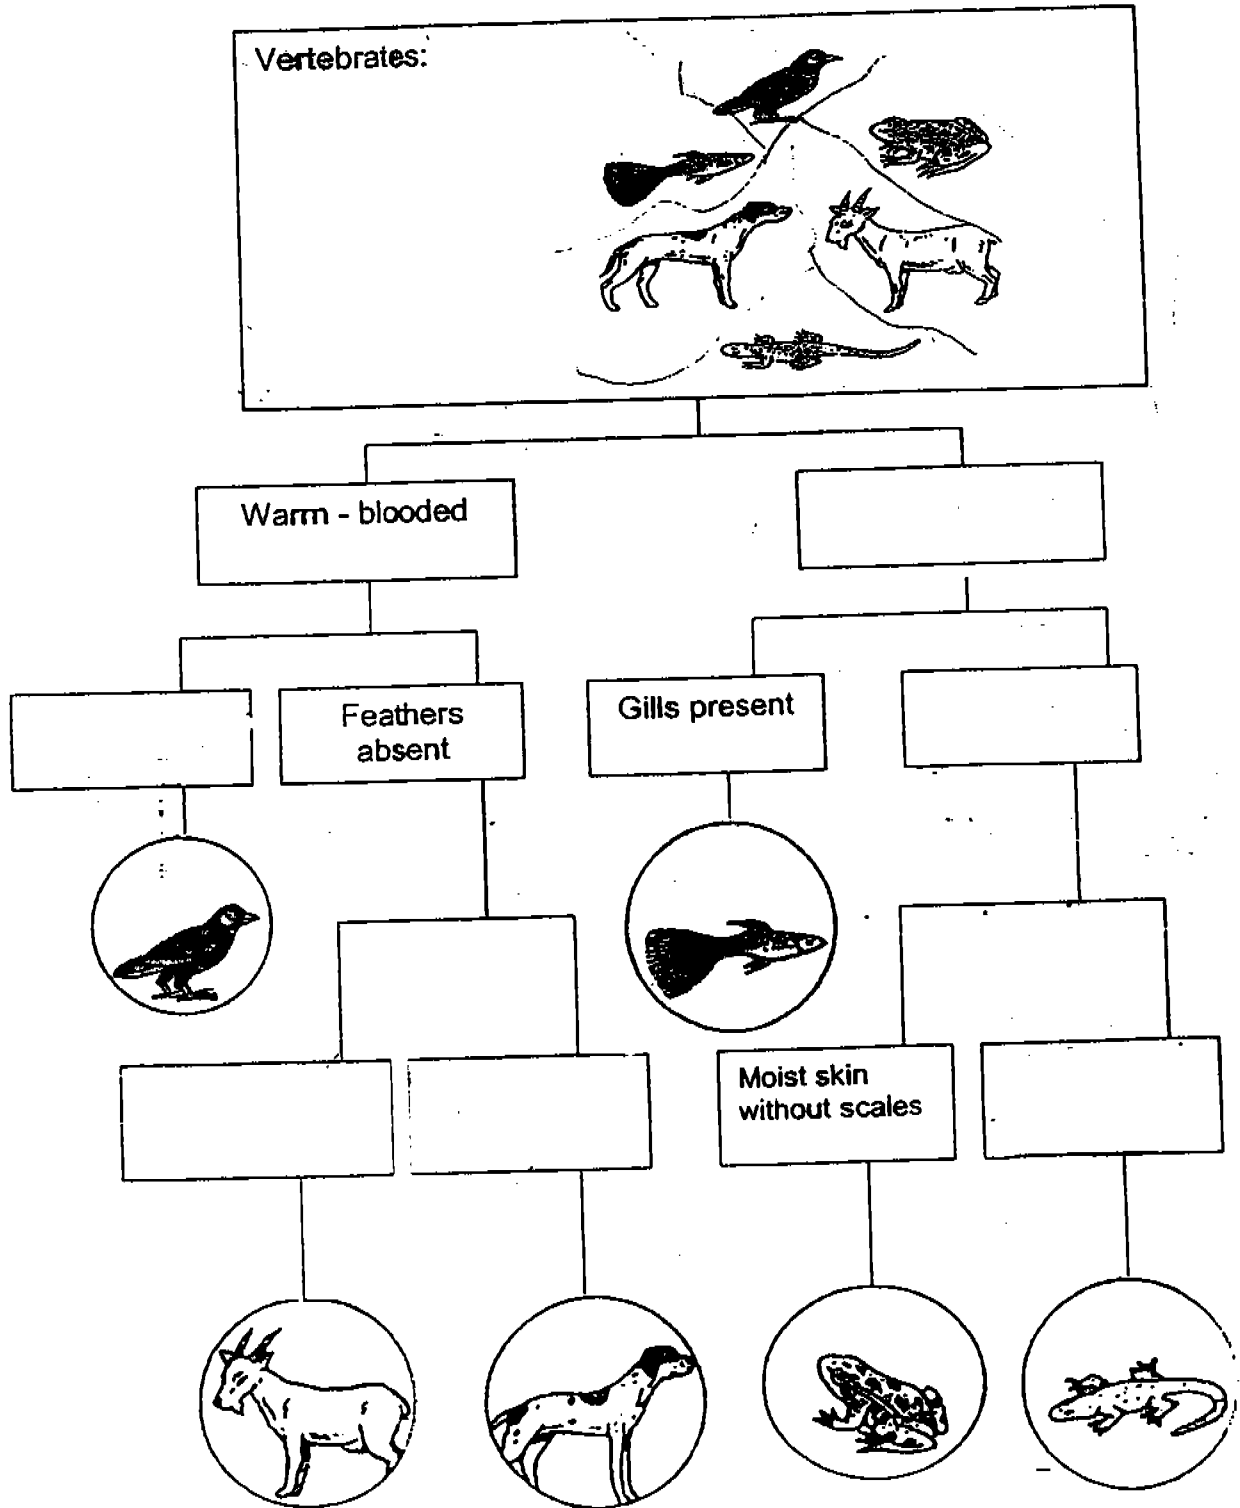 Vertebrates:
Warm - blooded
Feathers
absent
Gills present
Moist skin
without scales